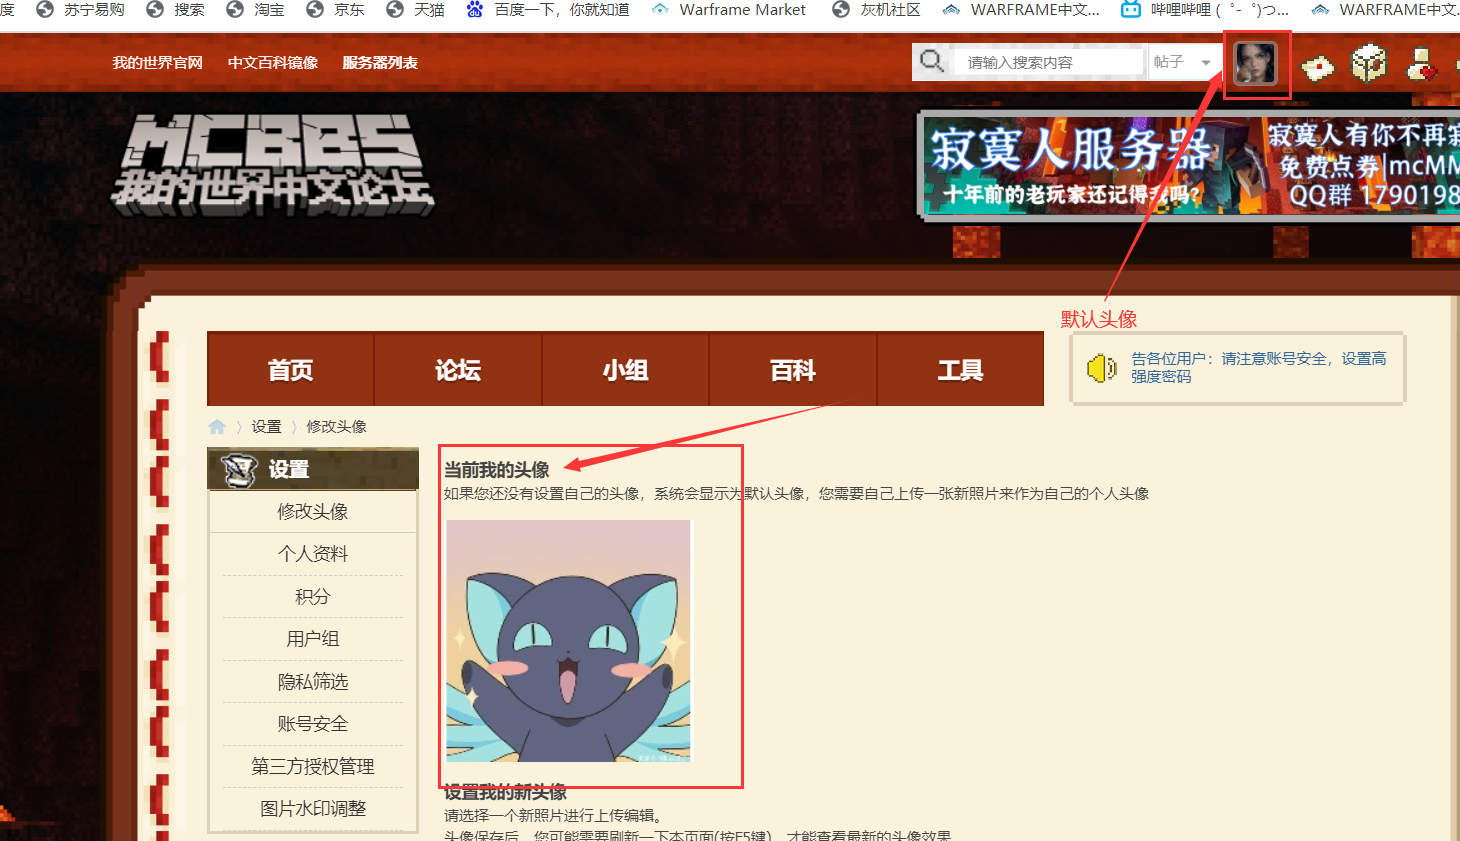 度 苏宁易购 搜索 淘宝 京东 天猫 百度一下，你就知道 Warframe Market 灰机社区 WARFRAME中文... 哔哩哔哩 (゜-゜)つ... WARFRAME中文
我的世界官网 中文百科镜像 服务器列表 请输入搜索内容 帖子
MCBBS
我的世界中文论坛
寂寞人服务器
十年前的老玩家还记得我吗?
寂寞人有你不再寂
免费点券|mcMM
QQ群 1790198
默认头像
首页 论坛 小组 百科 工具
告各位用户：请注意账号安全，设置高
强度密码
设置 修改头像
设置
修改头像
个人资料
积分
用户组
隐私筛选
账号安全
第三方授权管理
图片水印调整
当前我的头像
如果您还没有设置自己的头像，系统会显示为默认头像，您需要自己上传一张新照片来作为自己的个人头像
设置我的新头像
请选择一个新照片进行上传编辑。
头像保存后，您可能需要刷新一下本页面(按F5键)，才能查看最新的头像效果